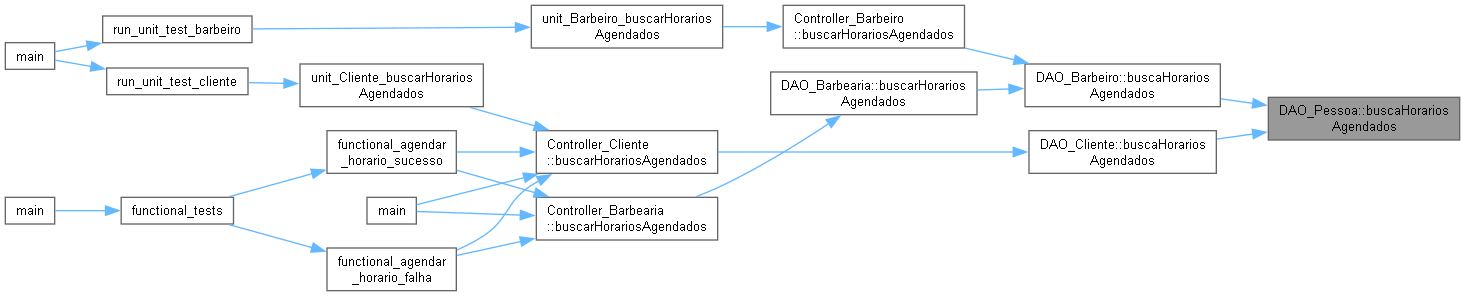 main
run_unit_test_barbeiro
run_unit_test_cliente
unit_Barbeiro_buscarHorarios
Agendados
unit_Cliente_buscarHorarios
Agendados
Controller_Barbeiro
::buscarHorariosAgendados
DAO_Barbearia::buscarHorarios
Agendados
DAO_Barbeiro::buscaHorarios
Agendados
DAO_Pessoa::buscaHorarios
Agendados
DAO_Cliente::buscaHorarios
Agendados
functional_agendar
_horario_sucesso
Controller_Cliente
::buscarHorariosAgendados
main
functional_tests
main
Controller_Barbearia
::buscarHorariosAgendados
functional_agendar
_horario_falha